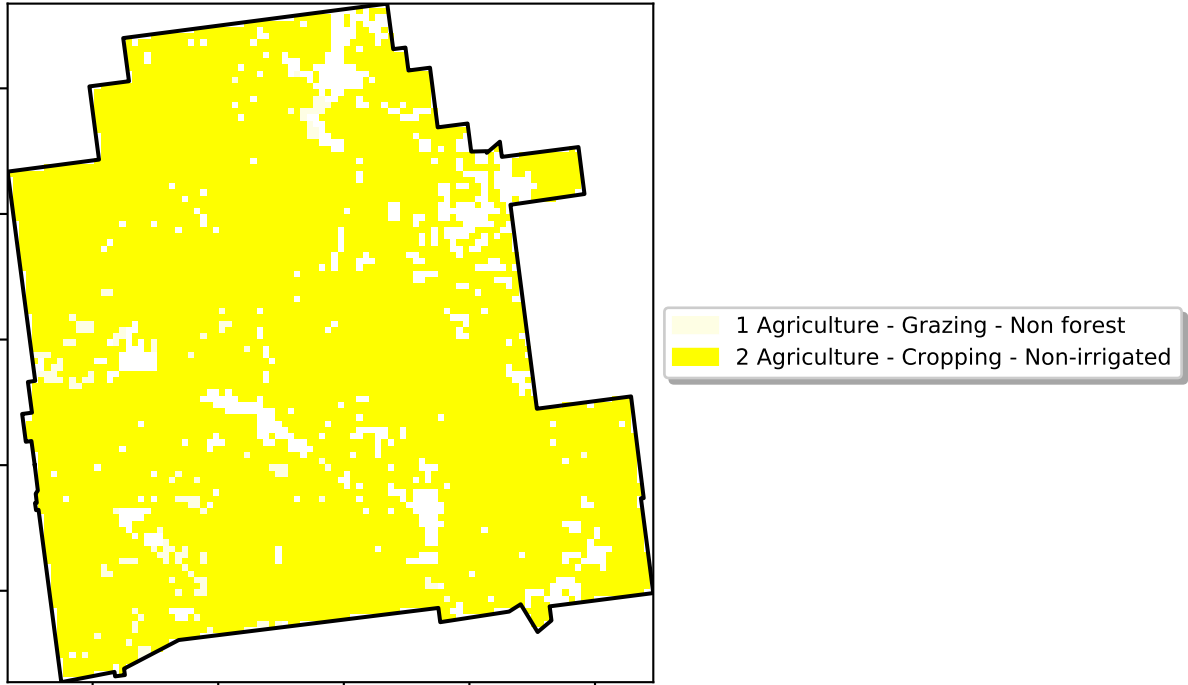 1 Agriculture - Grazing - Non forest
2 Agriculture - Cropping - Non-irrigated